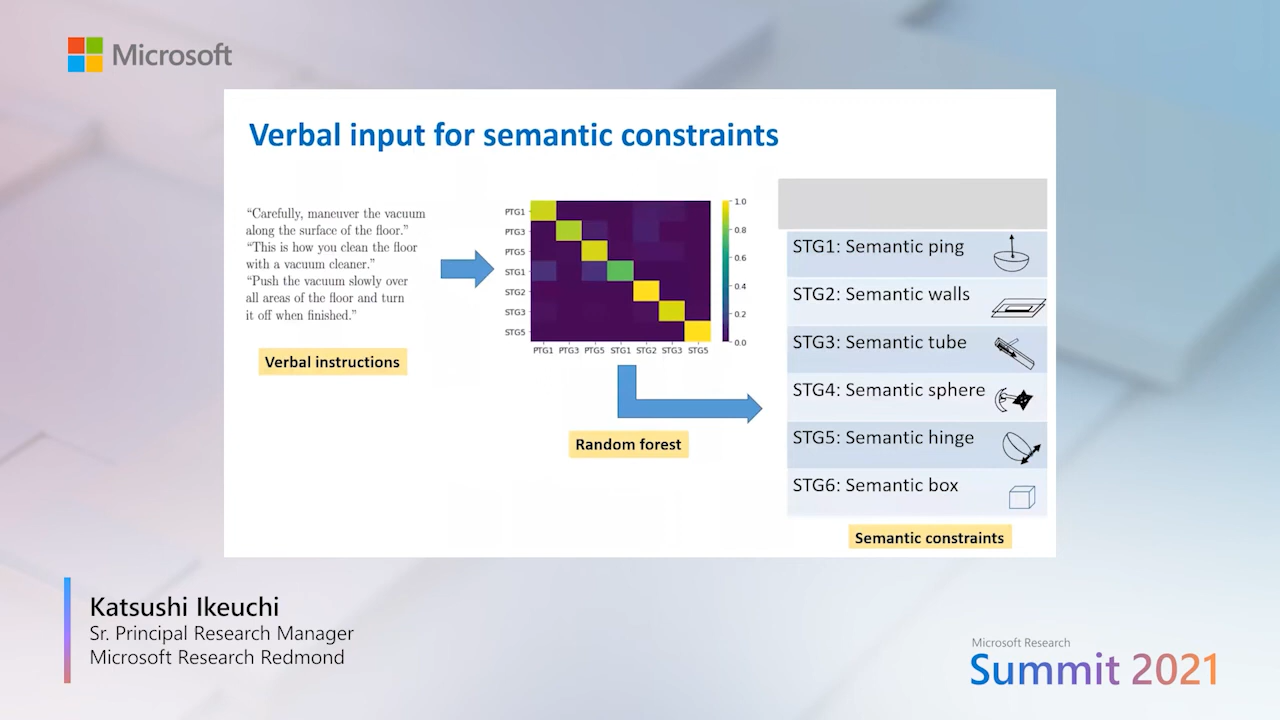 Microsoft
Verbal input for semantic constraints
“Carefully, maneuver the vacuum
along the surface of the floor.”
“This is how you clean the floor
with a vacuum cleaner.”
“Push the vacuum slowly over
all areas of the floor and turn
it off when finished.”
Verbal instructions
PTG1
PTG3
PTG5
STG1
STG2
STG3
STG5
PTG1 PTG3 PTG5 STG1 STG2 STG3 STG5
1.0
0.8
0.6
0.4
0.2
0.0
Random forest
STG1: Semantic ping
STG2: Semantic walls
STG3: Semantic tube
STG4: Semantic sphere
STG5: Semantic hinge
STG6: Semantic box
Semantic constraints
Katsushi Ikeuchi
Sr. Principal Research Manager
Microsoft Research Redmond
Microsoft Research
Summit 2021